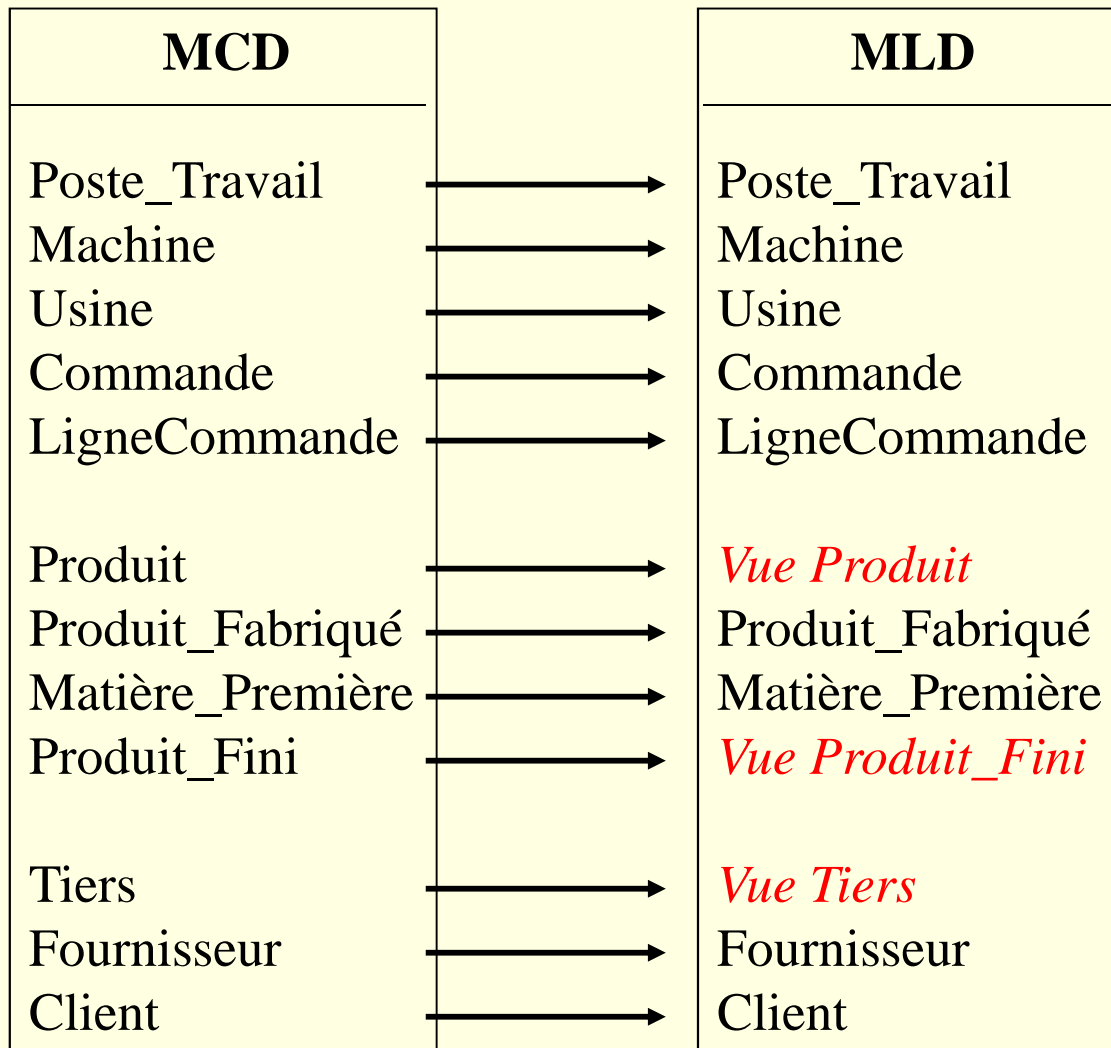 MCD
MLD
Poste_Travail
Poste_Travail
Machine
Machine
Usine
Usine
Commande
Commande
LigneCommande
LigneCommande
Produit
Vue Produit
Produit_Fabriqué
Produit_Fabriqué
Matière_Première
Matière_Première
Produit_Fini
Vue Produit_Fini
Tiers
Vue Tiers
Fournisseur
Fournisseur
Client
Client